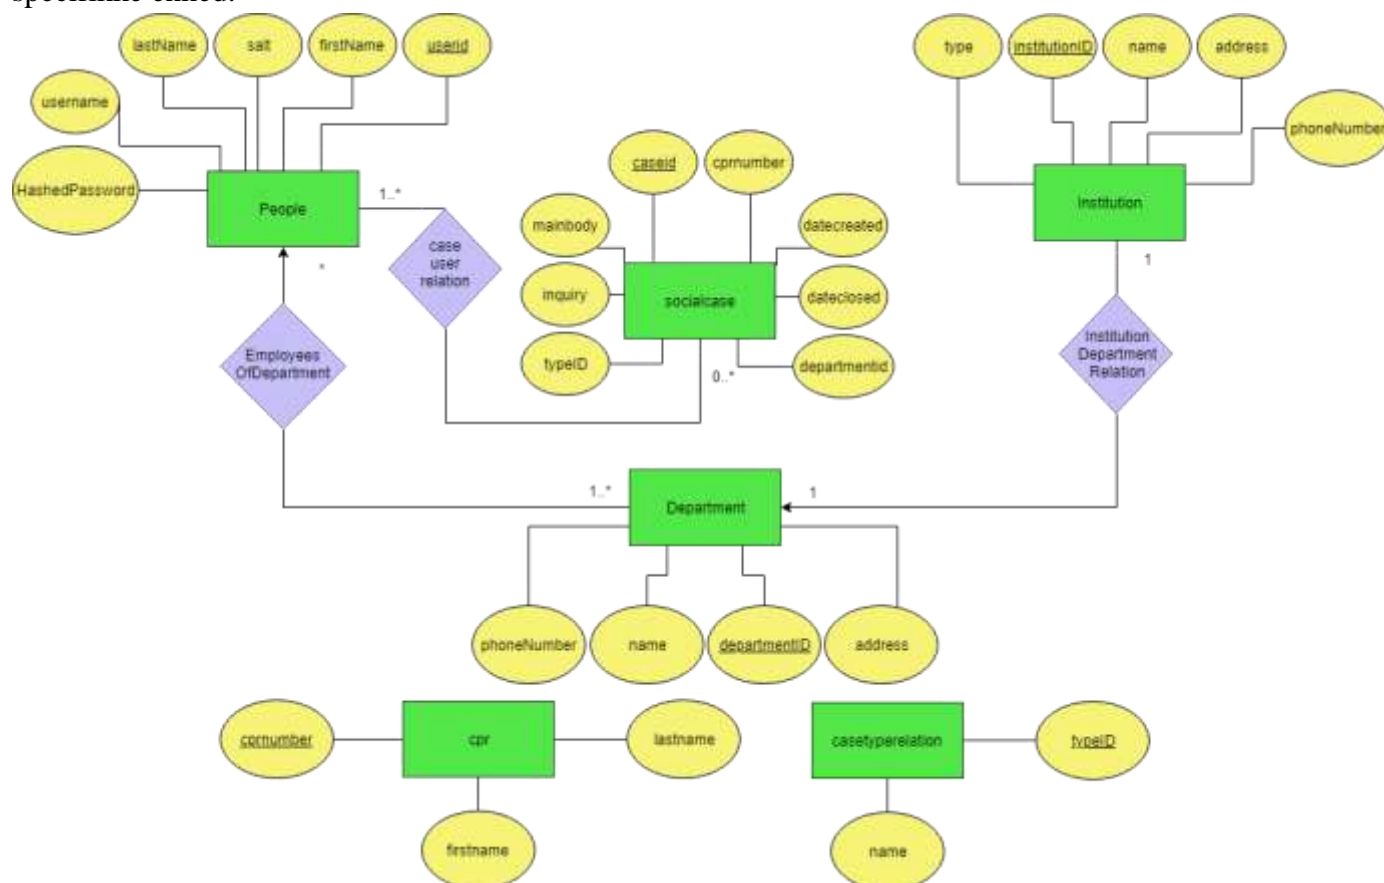 lastName
salt
firstName
userid
type
institutionID
name
address
username
phoneNumber
HashedPassword
People
1..*
caseid
cprnumber
Institution
mainbody
datecreated
case
user
relation
*
1
inquiry
socialcase
dateclosed
Institution
Department
Relation
Employees
OfDepartment
typeID
0..*
departmentid
1..*
Department
1
phoneNumber
name
departmentID
address
cprnumber
cpr
lastname
casetyperelation
typeID
firstname
name